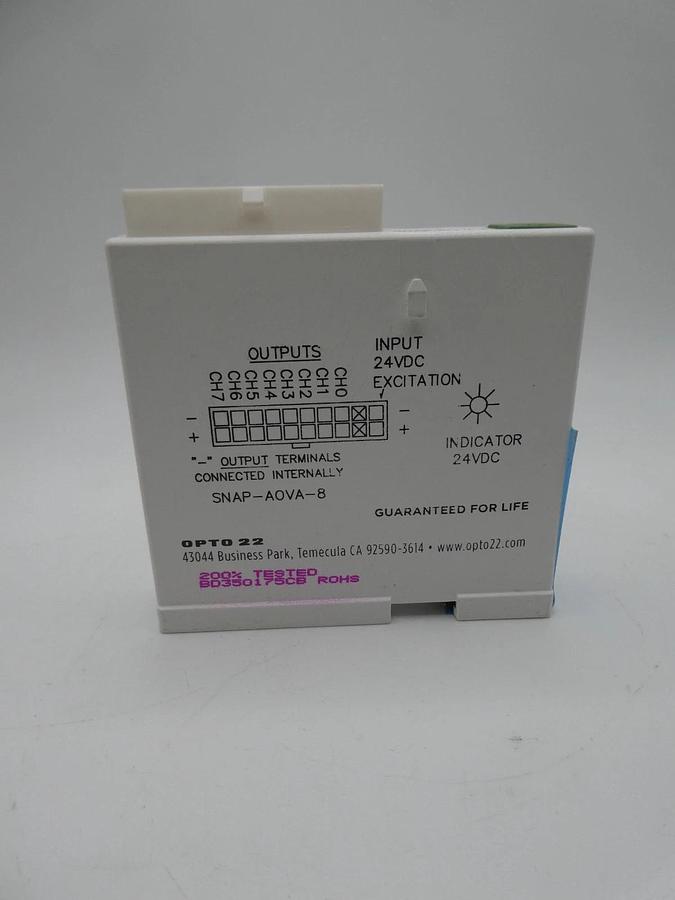 OUTPUTS
CH7 CH6 CH5 CH4 CH3 CH2 CH1 CH0
INPUT
24VDC
EXCITATION
− −
+ +
"−" OUTPUT TERMINALS
CONNECTED INTERNALLY
SNAP-AOVA-8
INDICATOR
24VDC
GUARANTEED FOR LIFE
OPTO 22
43044 Business Park, Temecula CA 92590-3614 • www.opto22.com
200% TESTED
BD350175CB ROHS